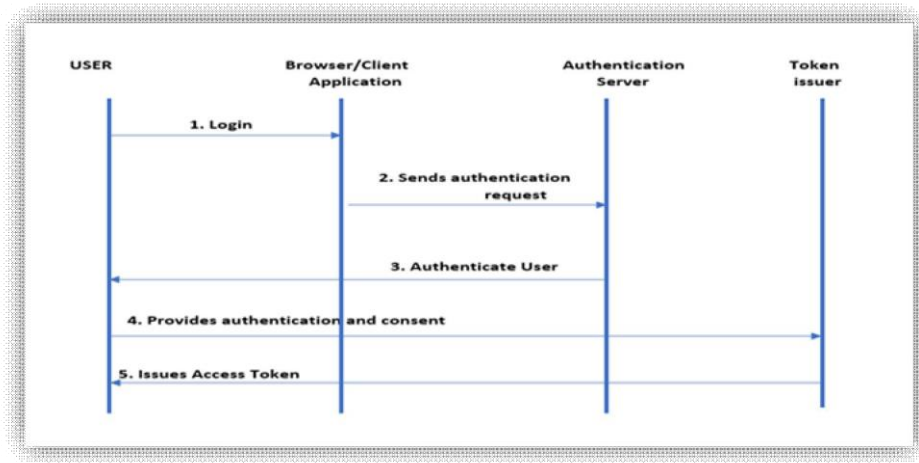 USER
Browser/Client
Application
Authentication
Server
Token
issuer
1. Login
2. Sends authentication
request
3. Authenticate User
4. Provides authentication and consent
5. Issues Access Token